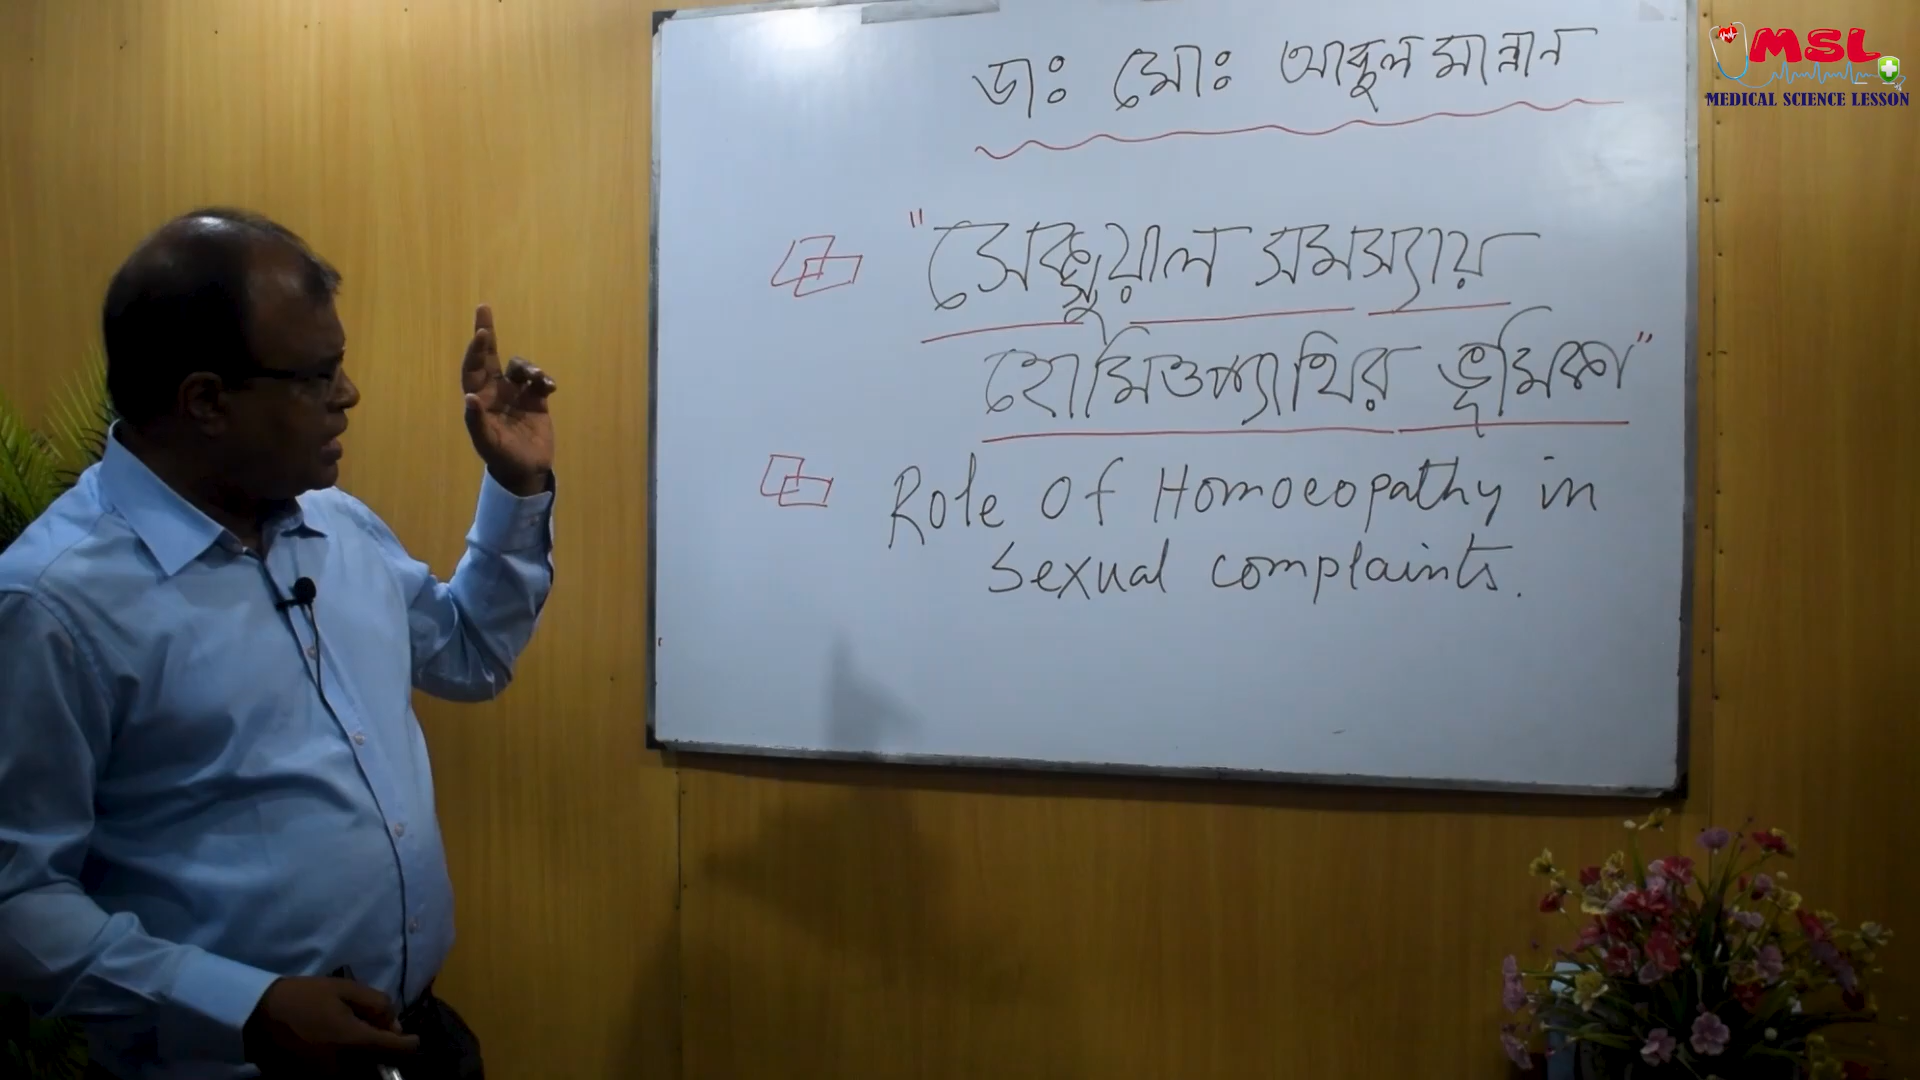 ডাঃ মোঃ আব্দুল মান্নান
"সেক্সুয়াল সমস্যায়
হোমিওপ্যাথির ভূমিকা"
Role of Homoeopathy in
Sexual complaints.
MSL
MEDICAL SCIENCE LESSON